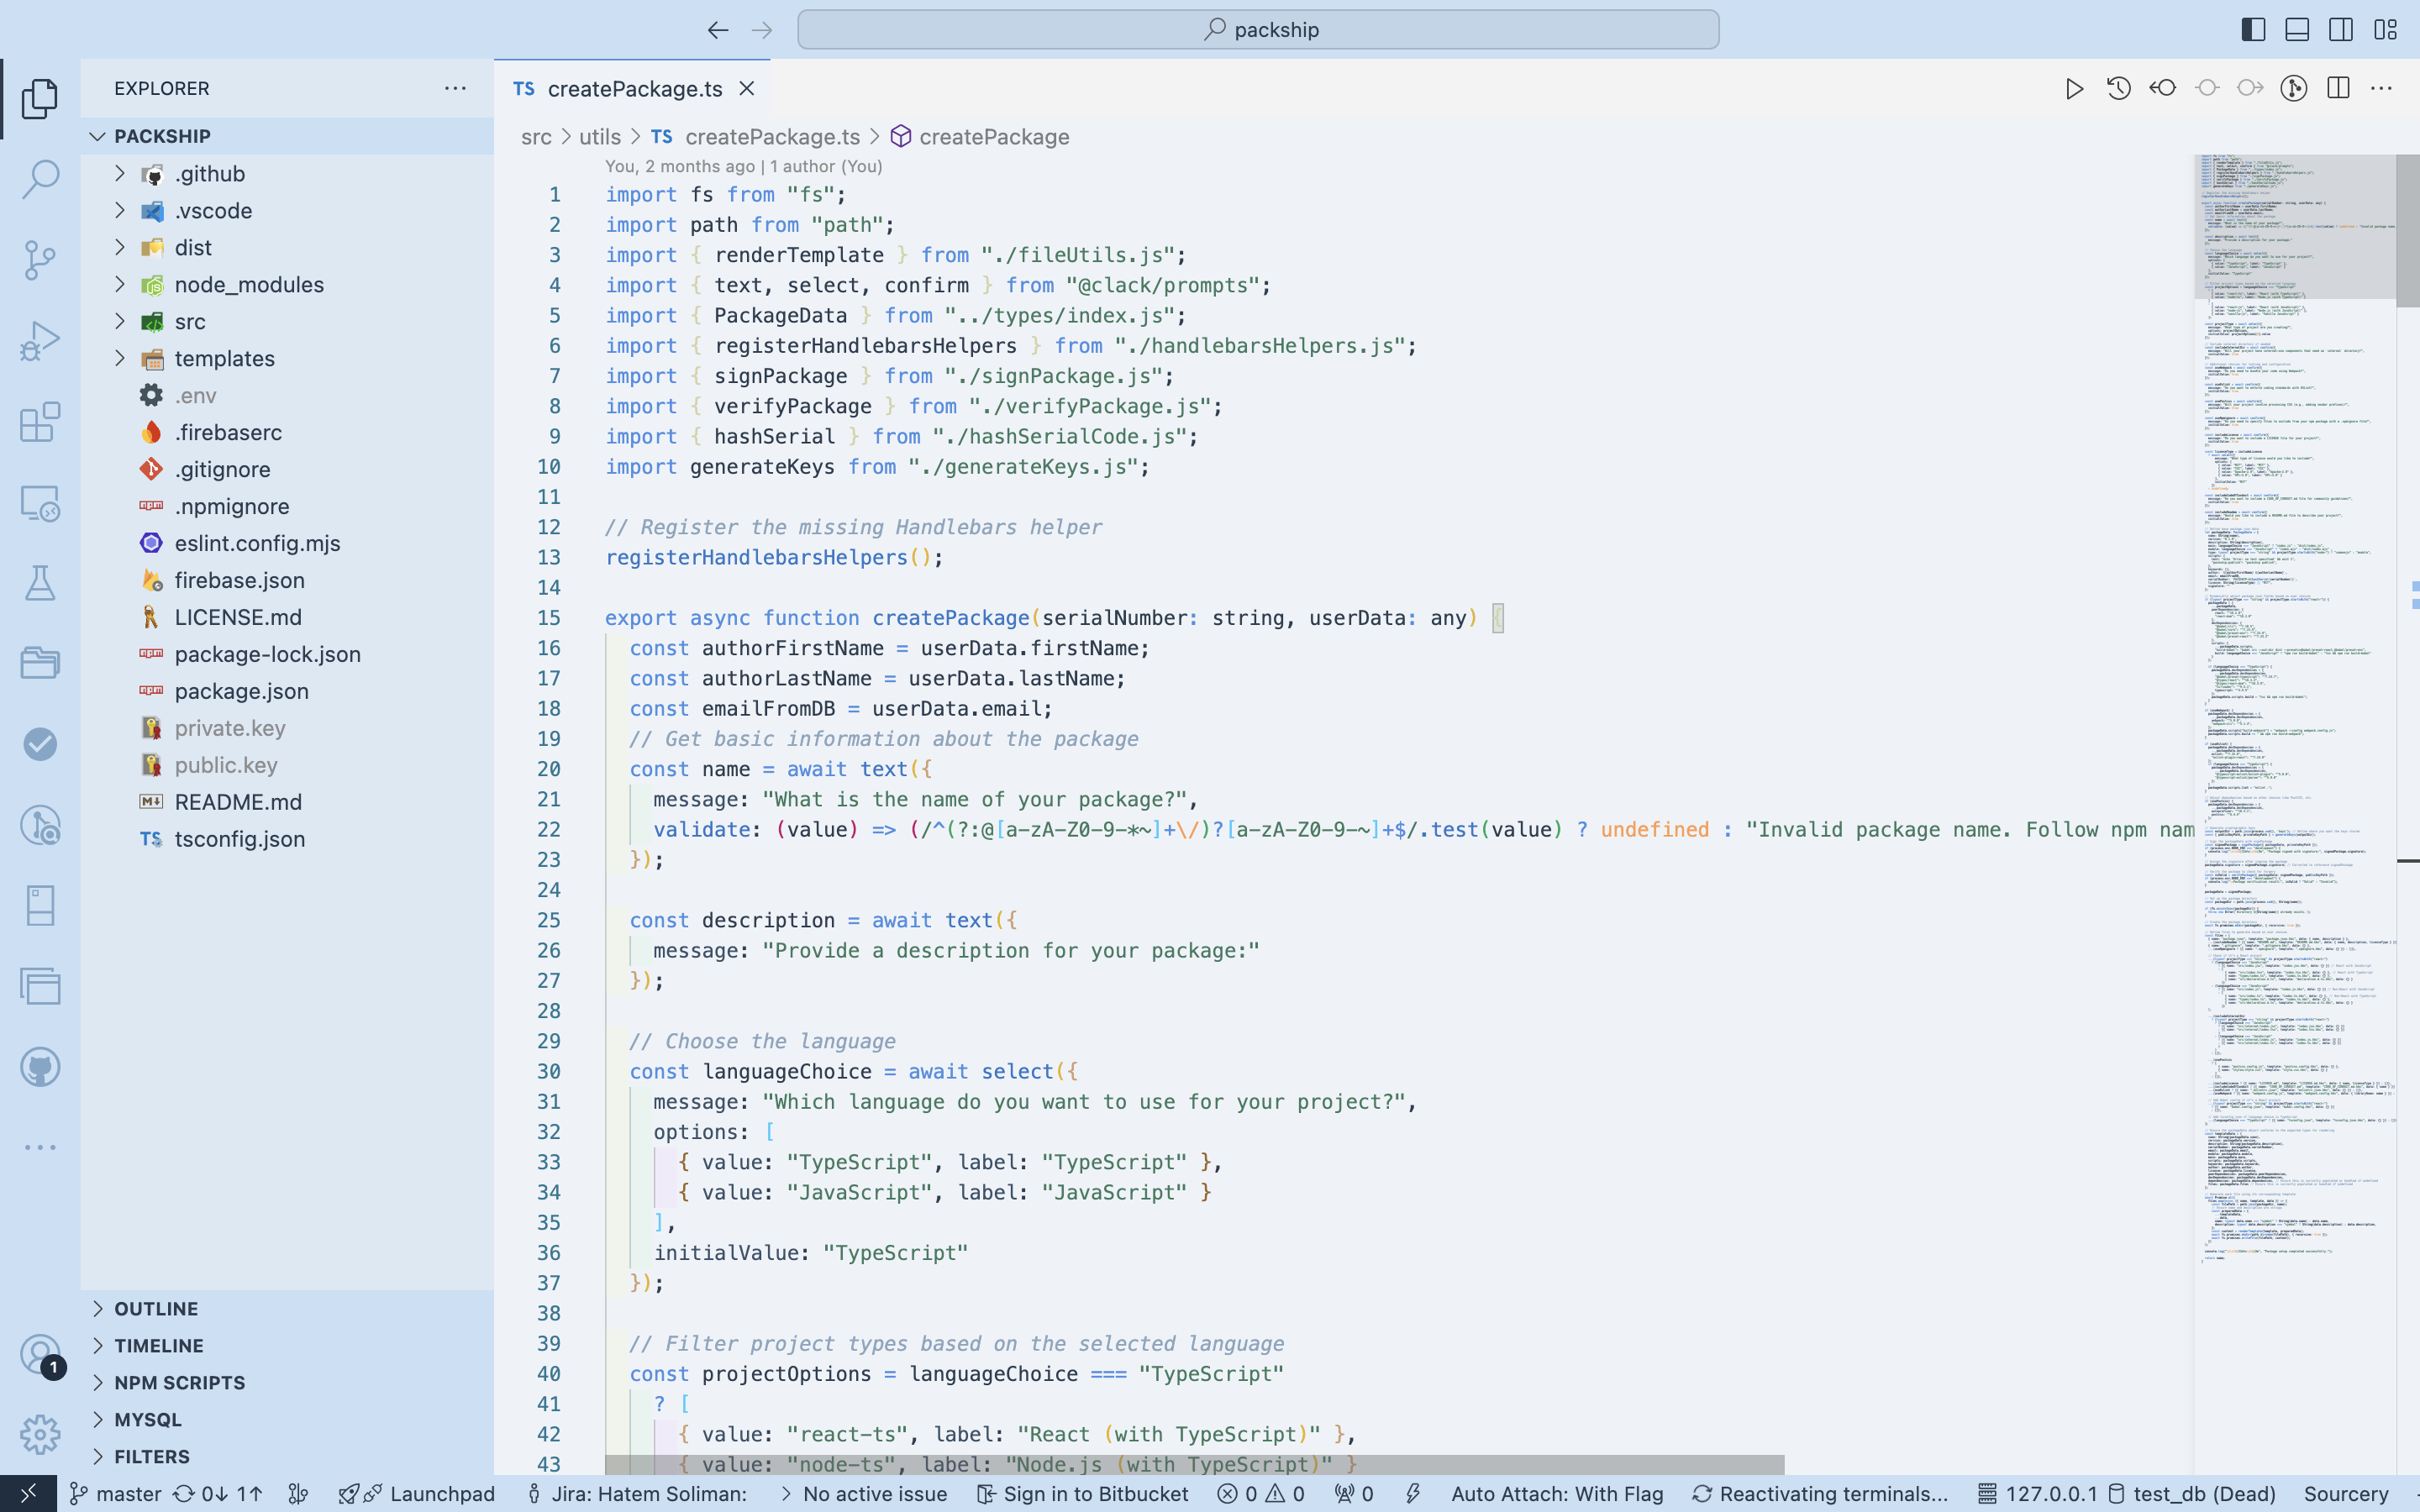 packship
EXPLORER
PACKSHIP
.github
.vscode
dist
node_modules
src
templates
.env
.firebaserc
.gitignore
.npmignore
eslint.config.mjs
firebase.json
LICENSE.md
package-lock.json
package.json
private.key
public.key
README.md
TS tsconfig.json
OUTLINE
TIMELINE
NPM SCRIPTS
MYSQL
FILTERS
1
TS createPackage.ts
src > utils > TS createPackage.ts > createPackage
You, 2 months ago | 1 author (You)
1 import fs from "fs";
2 import path from "path";
3 import { renderTemplate } from "./fileUtils.js";
4 import { text, select, confirm } from "@clack/prompts";
5 import { PackageData } from "../types/index.js";
6 import { registerHandlebarsHelpers } from "./handlebarsHelpers.js";
7 import { signPackage } from "./signPackage.js";
8 import { verifyPackage } from "./verifyPackage.js";
9 import { hashSerial } from "./hashSerialCode.js";
10 import generateKeys from "./generateKeys.js";
11
12 // Register the missing Handlebars helper
13 registerHandlebarsHelpers();
14
15 export async function createPackage(serialNumber: string, userData: any) {
16 const authorFirstName = userData.firstName;
17 const authorLastName = userData.lastName;
18 const emailFromDB = userData.email;
19 // Get basic information about the package
20 const name = await text({
21 message: "What is the name of your package?",
22 validate: (value) => (/^(?:@[a-zA-Z0-9-*~]+\/)?[a-zA-Z0-9-~]+$/.test(value) ? undefined : "Invalid package name. Follow npm nam
23 });
24
25 const description = await text({
26 message: "Provide a description for your package:"
27 });
28
29 // Choose the language
30 const languageChoice = await select({
31 message: "Which language do you want to use for your project?",
32 options: [
33 { value: "TypeScript", label: "TypeScript" },
34 { value: "JavaScript", label: "JavaScript" }
35 ],
36 initialValue: "TypeScript"
37 });
38
39 // Filter project types based on the selected language
40 const projectOptions = languageChoice === "TypeScript"
41 ? [
42 { value: "react-ts", label: "React (with TypeScript)" },
43 { value: "node-ts", label: "Node.js (with TypeScript)" }
master 0↓ 1↑ Launchpad Jira: Hatem Soliman: > No active issue Sign in to Bitbucket 0 0 0 Auto Attach: With Flag Reactivating terminals... 127.0.0.1 test_db (Dead) Sourcery